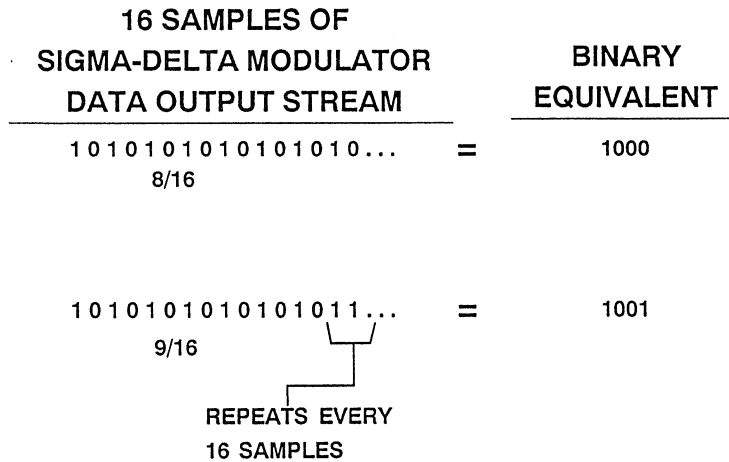 16 SAMPLES OF
SIGMA-DELTA MODULATOR
DATA OUTPUT STREAM
BINARY
EQUIVALENT
1010101010101010... = 1000
8/16
1010101010101011... = 1001
9/16
REPEATS EVERY
16 SAMPLES